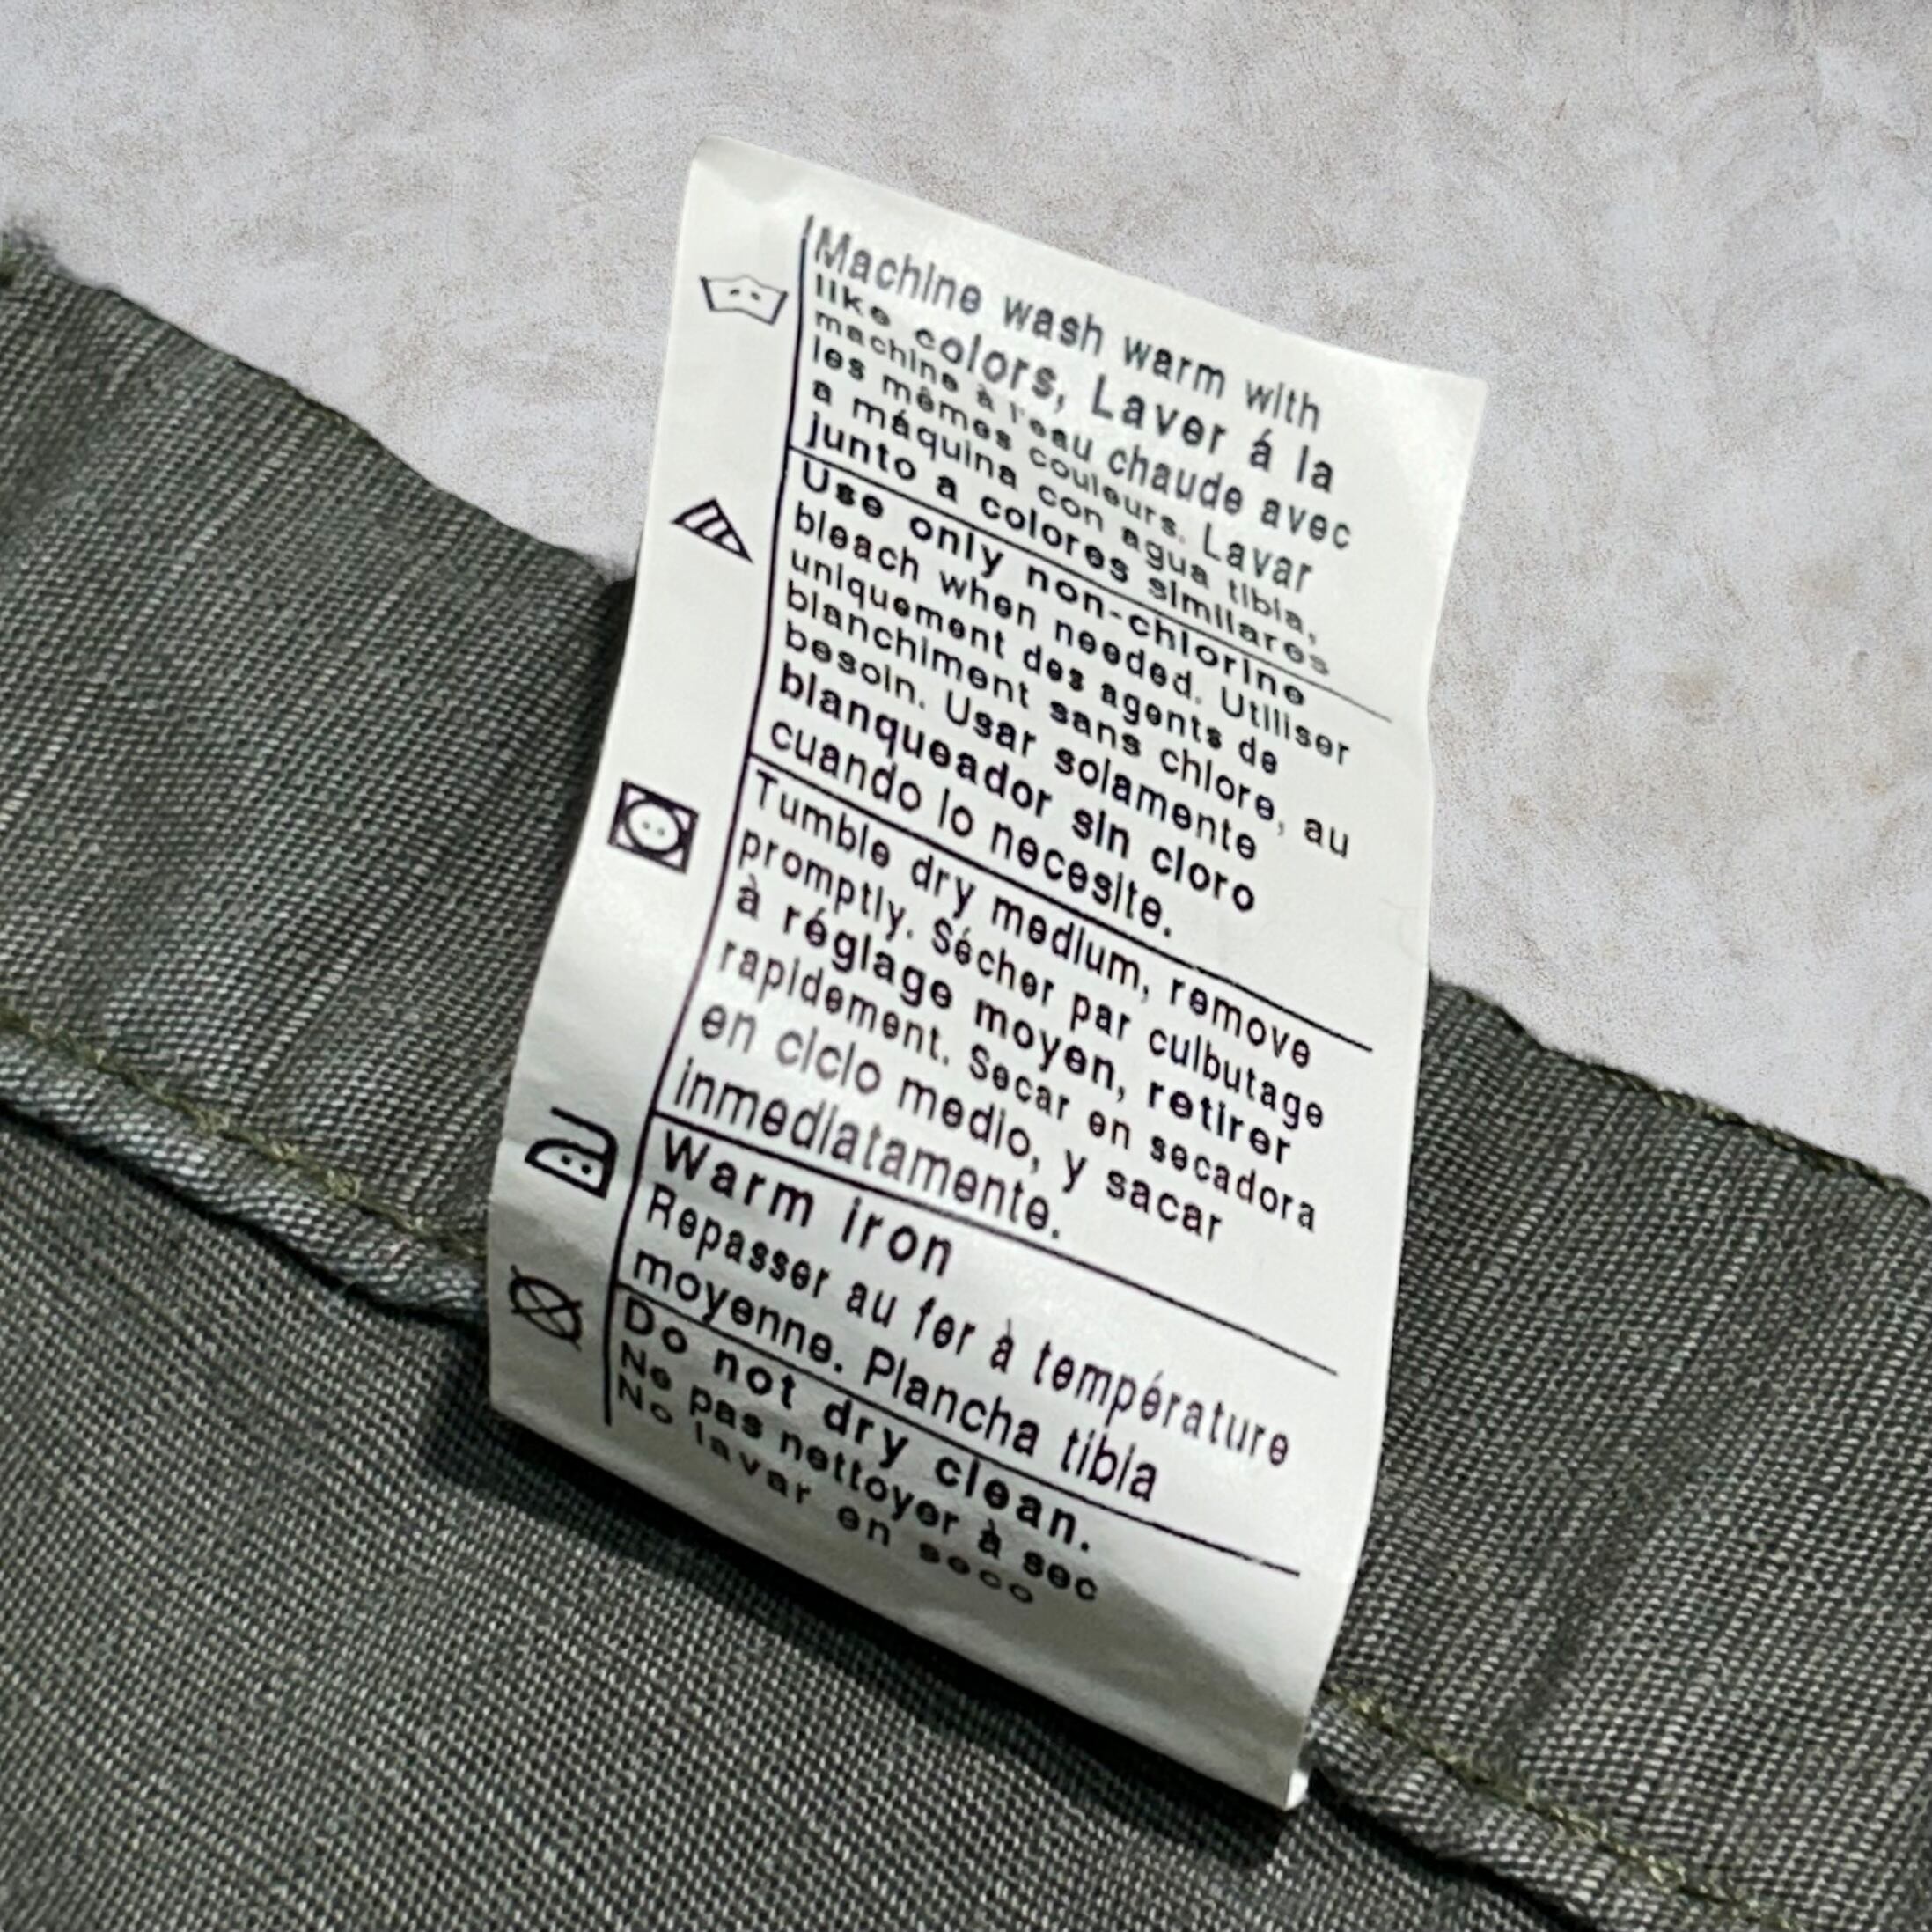 Machine wash warm with
like colors, Laver á la
machine à l'eau chaude avec
les mêmes couleurs. Lavar
a máquina con agua tibia,
junto a colores similares
Use only non-chlorine
bleach when needed. Utiliser
uniquement des agents de
blanchiment sans chlore, au
besoin. Usar solamente
blanqueador sin cloro
cuando lo necesite.
Tumble dry medium, remove
promptly. Sécher par culbutage
à réglage moyen, retirer
rapidement. Secar en secadora
en ciclo medio, y sacar
inmediatamente.
Warm iron
Repasser au fer à température
moyenne. Plancha tibia
Do not dry clean.
Ne pas nettoyer à sec
No lavar en seco